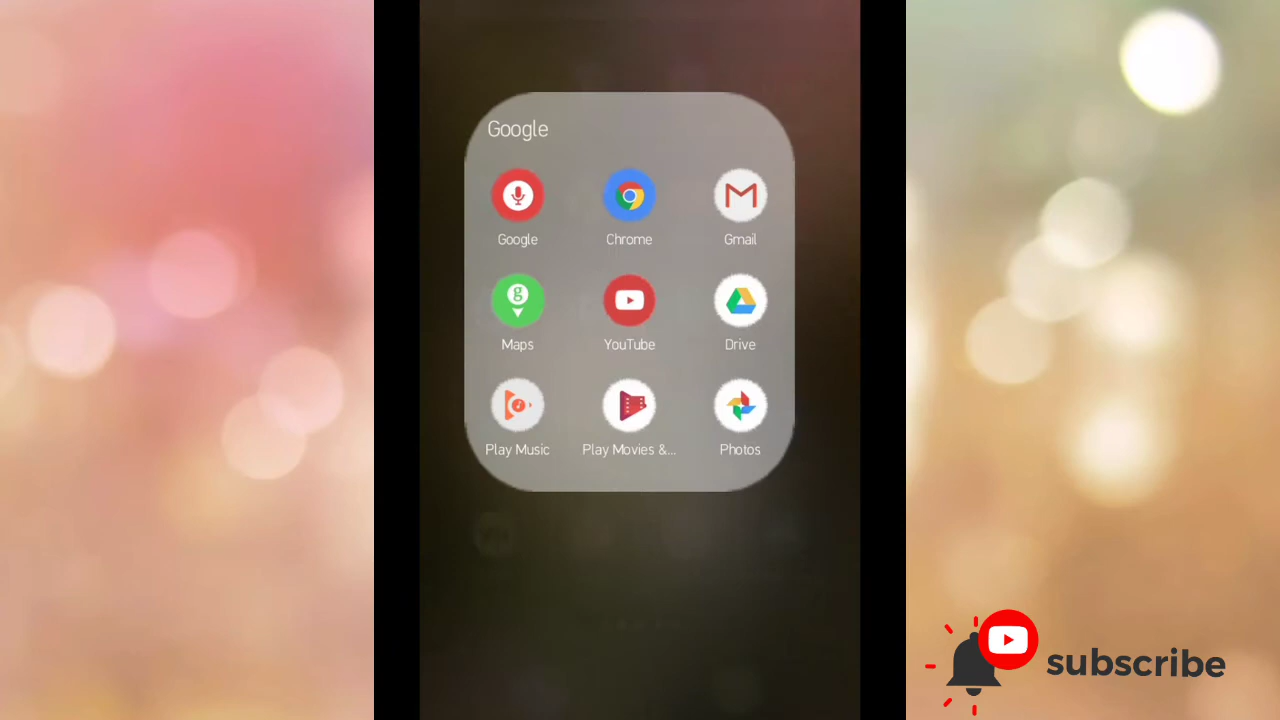 Google
Google Chrome Gmail
g
Maps YouTube Drive
Play Music Play Movies &... Photos
subscribe